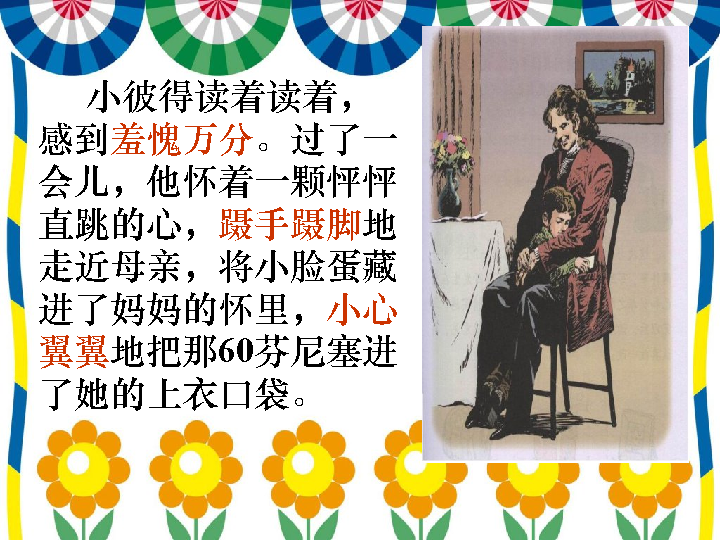 小彼得读着读着，
感到羞愧万分。过了一
会儿，他怀着一颗怦怦
直跳的心，蹑手蹑脚地
走近母亲，将小脸蛋藏
进了妈妈的怀里，小心
翼翼地把那60芬尼塞进
了她的上衣口袋。